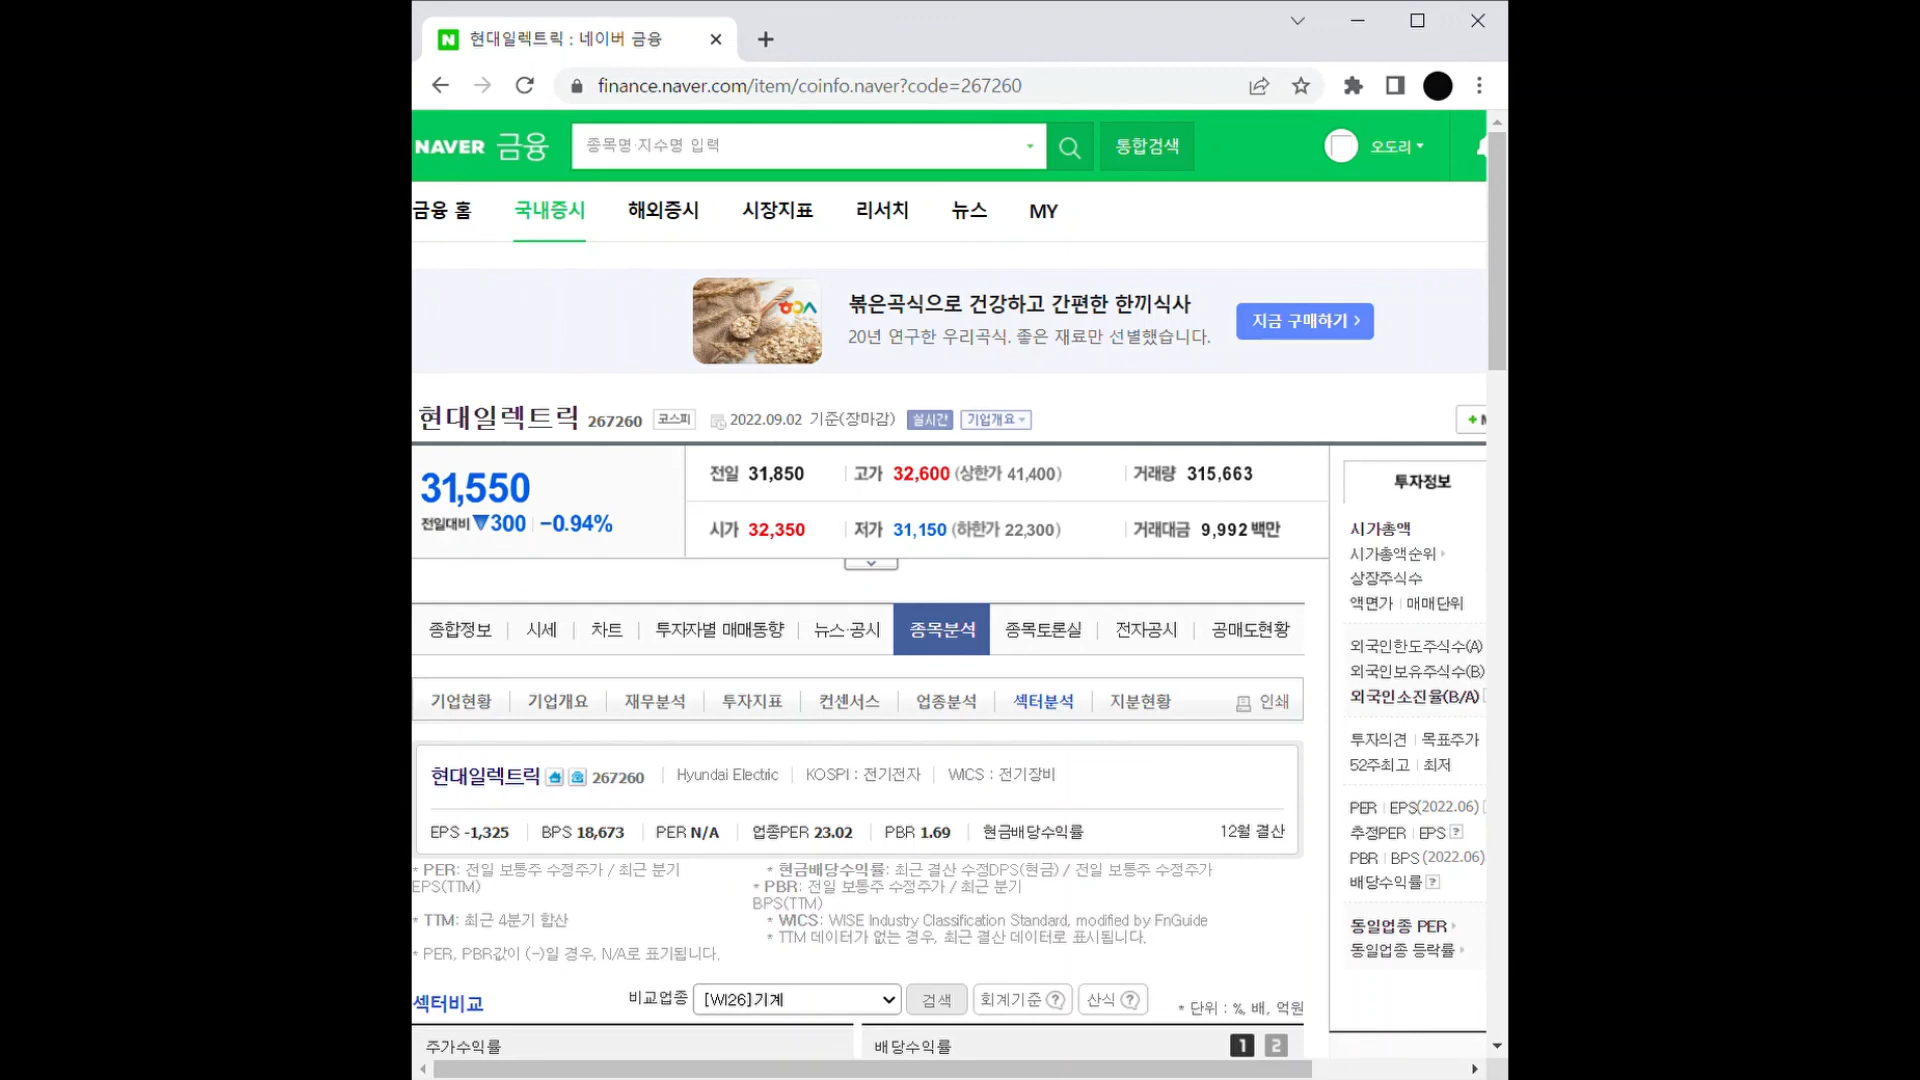 현대일렉트릭 : 네이버 금융
finance.naver.com/item/coinfo.naver?code=267260
NAVER 금융
종목명·지수명 입력
통합검색
오도리
금융 홈 국내증시 해외증시 시장지표 리서치 뉴스 MY
볶은곡식으로 건강하고 간편한 한끼식사
20년 연구한 우리곡식. 좋은 재료만 선별했습니다.
지금 구매하기 >
현대일렉트릭 267260 코스피 2022.09.02 기준(장마감) 실시간 기업개요
31,550
전일대비 ▼300 -0.94%
전일 31,850 고가 32,600 (상한가 41,400) 거래량 315,663
시가 32,350 저가 31,150 (하한가 22,300) 거래대금 9,992 백만
종합정보 시세 차트 투자자별 매매동향 뉴스·공시 종목분석 종목토론실 전자공시 공매도현황
기업현황 기업개요 재무분석 투자지표 컨센서스 업종분석 섹터분석 지분현황 인쇄
현대일렉트릭 267260 Hyundai Electric KOSPI : 전기전자 WICS : 전기장비
EPS -1,325 BPS 18,673 PER N/A 업종PER 23.02 PBR 1.69 현금배당수익률 12월 결산
* PER: 전일 보통주 수정주가 / 최근 분기
EPS(TTM)
* TTM: 최근 4분기 합산
* PER, PBR값이 (-)일 경우, N/A로 표기됩니다.
* 현금배당수익률: 최근 결산 수정DPS(현금) / 전일 보통주 수정주가
* PBR: 전일 보통주 수정주가 / 최근 분기
BPS(TTM)
* WICS: WISE Industry Classification Standard, modified by FnGuide
* TTM 데이터가 없는 경우, 최근 결산 데이터로 표시됩니다.
섹터비교 비교업종 [WI26]기계 검색 회계기준 ? 산식 ? * 단위 : %, 배, 억원
주가수익률 배당수익률 1 2
투자정보
시가총액
시가총액순위
상장주식수
액면가 | 매매단위
외국인한도주식수(A)
외국인보유주식수(B)
외국인소진율(B/A)
투자의견 | 목표주가
52주최고 | 최저
PER | EPS(2022.06)
추정PER | EPS ?
PBR | BPS (2022.06)
배당수익률 ?
동일업종 PER
동일업종 등락률